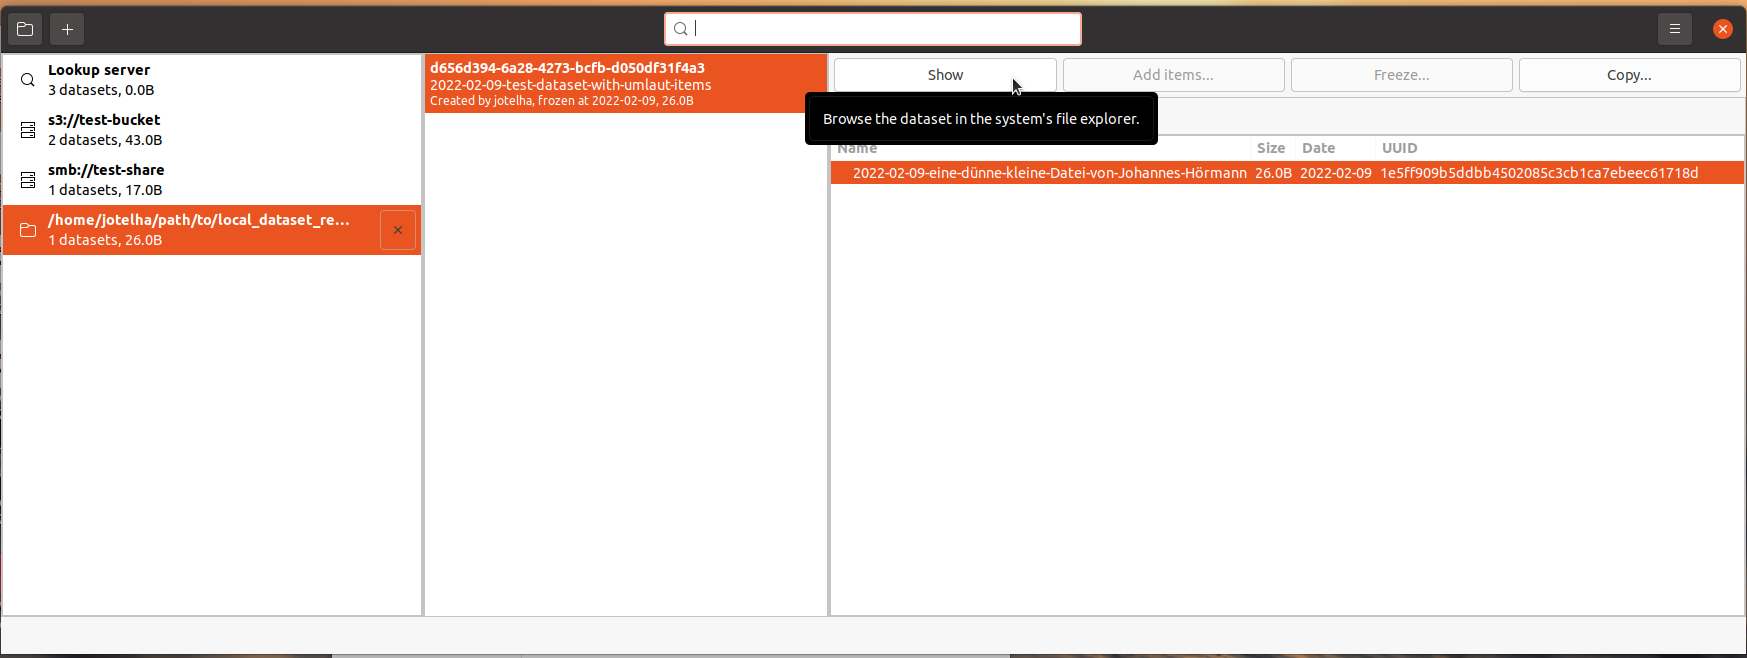 Lookup server
3 datasets, 0.0B
s3://test-bucket
2 datasets, 43.0B
smb://test-share
1 datasets, 17.0B
/home/jotelha/path/to/local_dataset_re...
1 datasets, 26.0B
d656d394-6a28-4273-bcfb-d050df31f4a3
2022-02-09-test-dataset-with-umlaut-items
Created by jotelha, frozen at 2022-02-09, 26.0B
Show Add items... Freeze... Copy...
Browse the dataset in the system's file explorer.
Name Size Date UUID
2022-02-09-eine-dünne-kleine-Datei-von-Johannes-Hörmann 26.0B 2022-02-09 1e5ff909b5ddbb4502085c3cb1ca7ebeec61718d